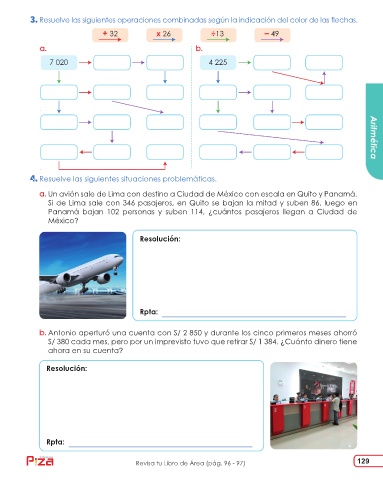 3. Resuelve las siguientes operaciones combinadas según la indicación del color de las flechas.
+ 32 x 26 ÷13 − 49
a. b.
7 020 4 225
4. Resuelve las siguientes situaciones problemáticas.
a. Un avión sale de Lima con destino a Ciudad de México con escala en Quito y Panamá.
Si de Lima sale con 346 pasajeros, en Quito se bajan la mitad y suben 86, luego en
Panamá bajan 102 personas y suben 114, ¿cuántos pasajeros llegan a Ciudad de
México?
Resolución:
Rpta:
b. Antonio aperturó una cuenta con S/ 2 850 y durante los cinco primeros meses ahorró
S/ 380 cada mes, pero por un imprevisto tuvo que retirar S/ 1 384. ¿Cuánto dinero tiene
ahora en su cuenta?
Resolución:
Rpta:
Aritmética
Revisa tu Libro de Área (pág. 96 - 97)
129